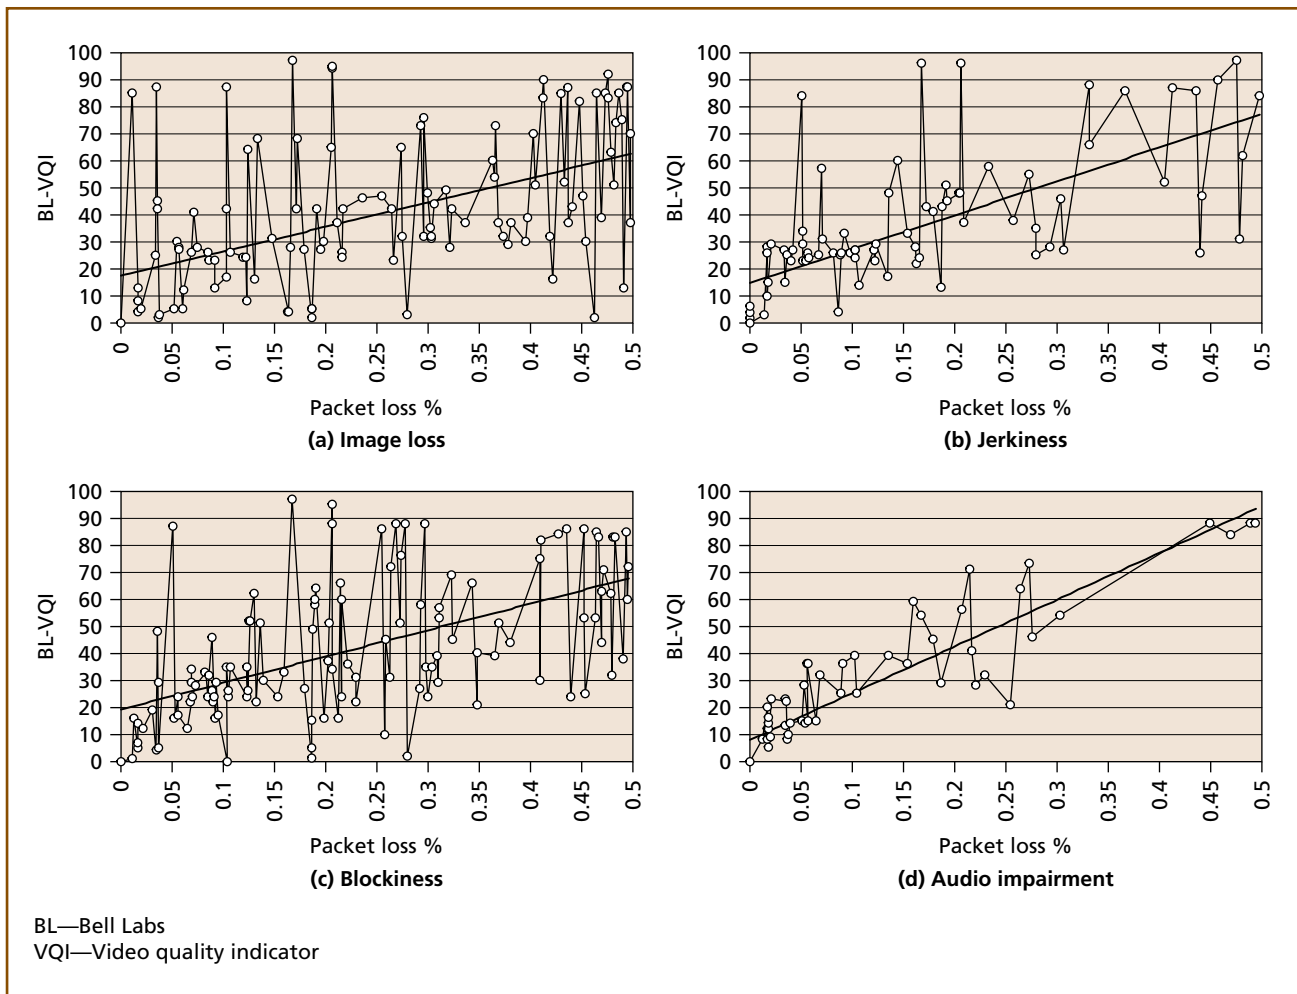 100
90
80
70
60
50
40
30
20
10
0
BL-VQI
0 0.05 0.1 0.15 0.2 0.25 0.3 0.35 0.4 0.45 0.5
Packet loss %
(a) Image loss
100
90
80
70
60
50
40
30
20
10
0
BL-VQI
0 0.05 0.1 0.15 0.2 0.25 0.3 0.35 0.4 0.45 0.5
Packet loss %
(b) Jerkiness
100
90
80
70
60
50
40
30
20
10
0
BL-VQI
0 0.05 0.1 0.15 0.2 0.25 0.3 0.35 0.4 0.45 0.5
Packet loss %
(c) Blockiness
100
90
80
70
60
50
40
30
20
10
0
BL-VQI
0 0.05 0.1 0.15 0.2 0.25 0.3 0.35 0.4 0.45 0.5
Packet loss %
(d) Audio impairment
BL—Bell Labs
VQI—Video quality indicator